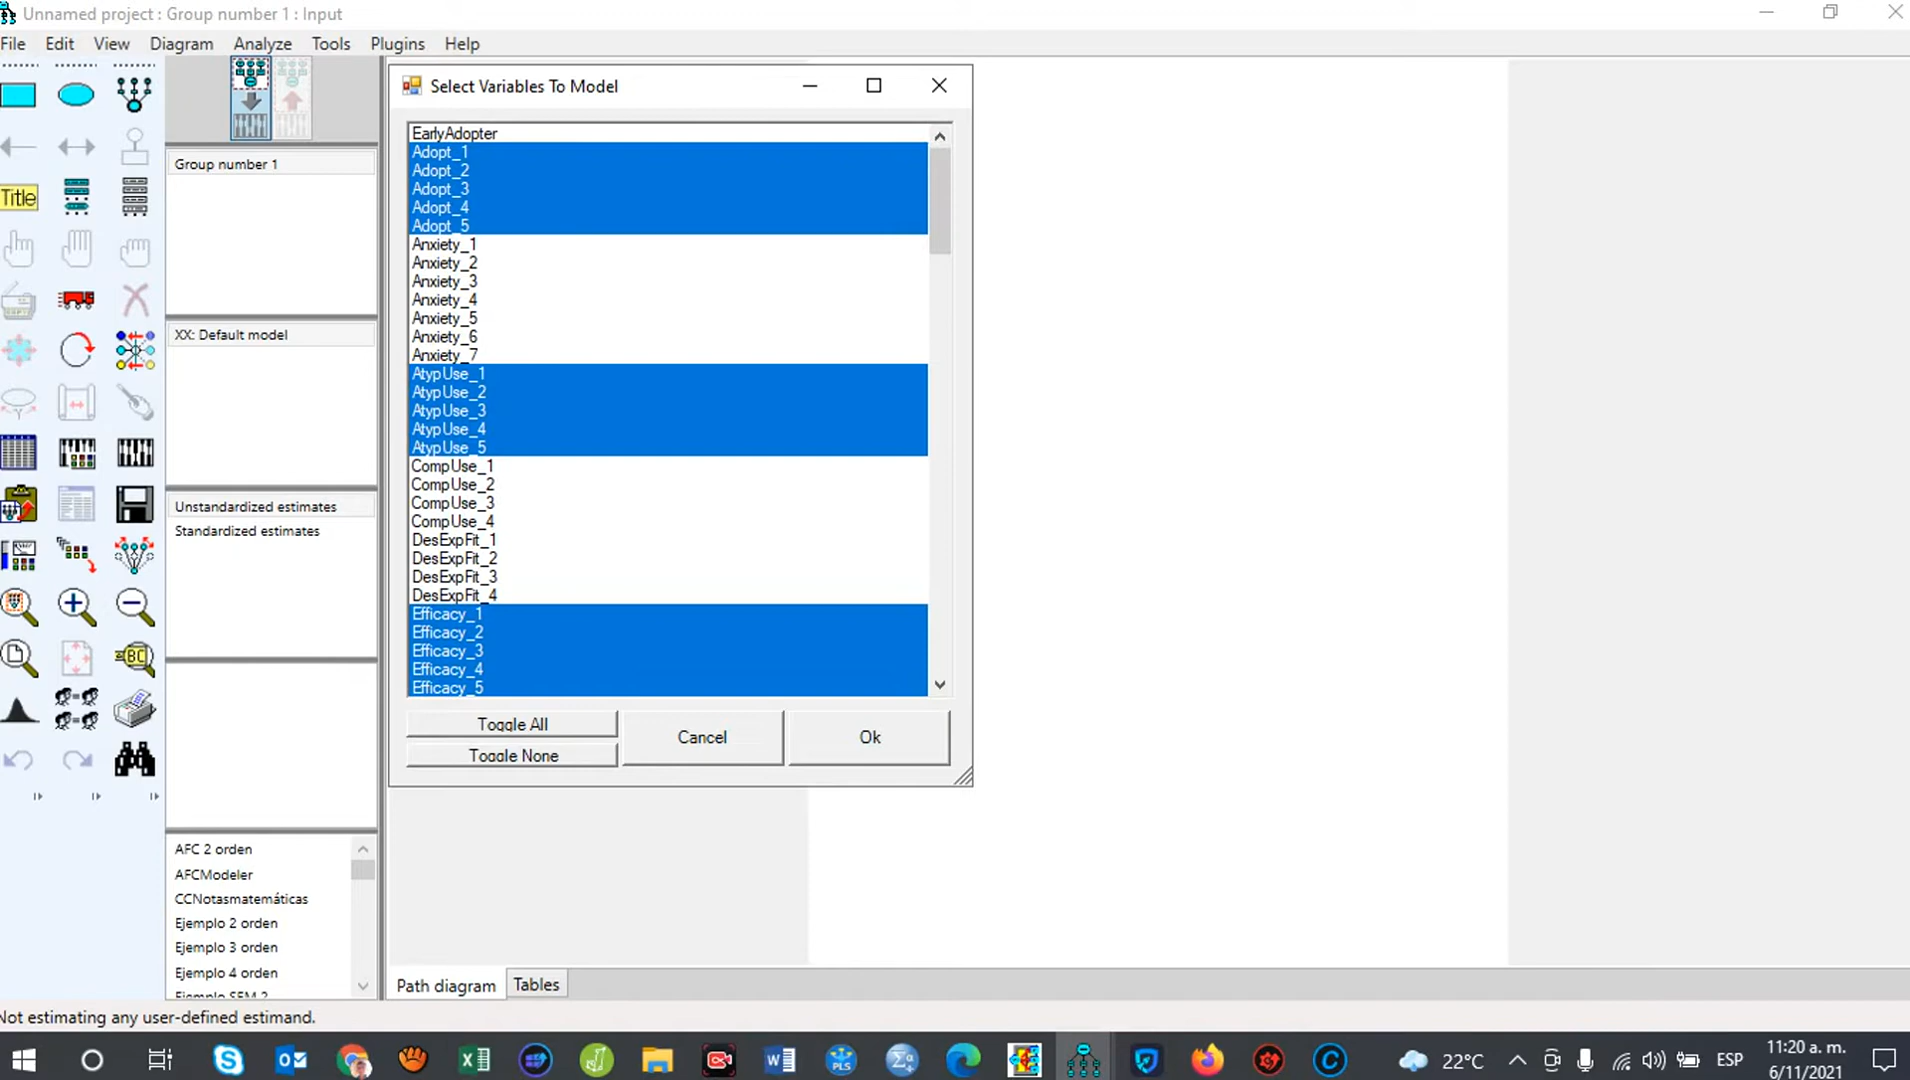 Unnamed project : Group number 1 : Input
File Edit View Diagram Analyze Tools Plugins Help
Title
Group number 1
XX: Default model
Unstandardized estimates
Standardized estimates
AFC 2 orden
AFCModeler
CCNotasmatemáticas
Ejemplo 2 orden
Ejemplo 3 orden
Ejemplo 4 orden
Ejemplo SEM 2
Select Variables To Model
EarlyAdopter
Adopt_1
Adopt_2
Adopt_3
Adopt_4
Adopt_5
Anxiety_1
Anxiety_2
Anxiety_3
Anxiety_4
Anxiety_5
Anxiety_6
Anxiety_7
AtypUse_1
AtypUse_2
AtypUse_3
AtypUse_4
AtypUse_5
CompUse_1
CompUse_2
CompUse_3
CompUse_4
DesExpFit_1
DesExpFit_2
DesExpFit_3
DesExpFit_4
Efficacy_1
Efficacy_2
Efficacy_3
Efficacy_4
Efficacy_5
Toggle All
Toggle None
Cancel
Ok
Path diagram Tables
Not estimating any user-defined estimand.
PLS
22°C
ESP
11:20 a. m.
6/11/2021